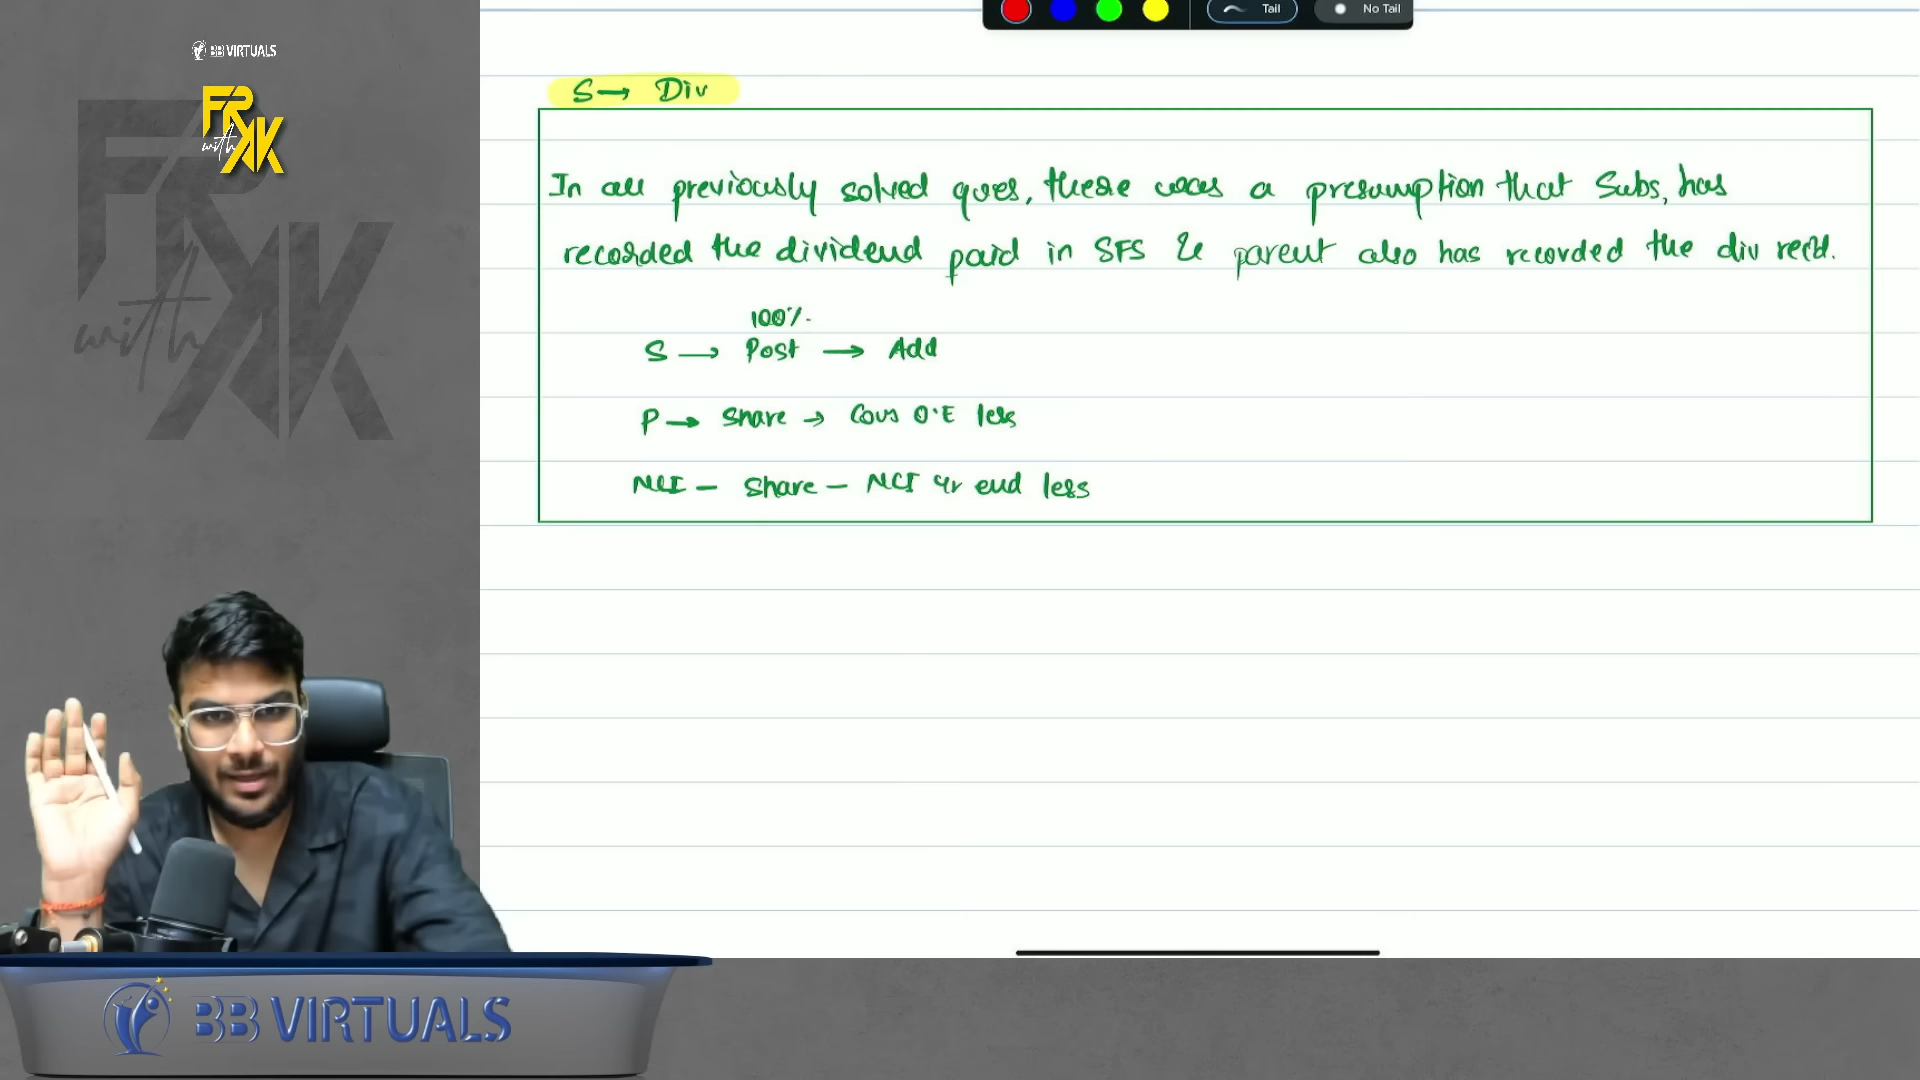 Tail
No Tail
BB VIRTUALS
FR
with
KK
S → Div
In all previously solved ques, there was a presumption that Subs, has
recorded the dividend paid in SFS & parent also has recorded the div recd.
100%
S → Post → Add
P → Share → Cons O.E less
NCI – Share – NCI yr end less
BB VIRTUALS